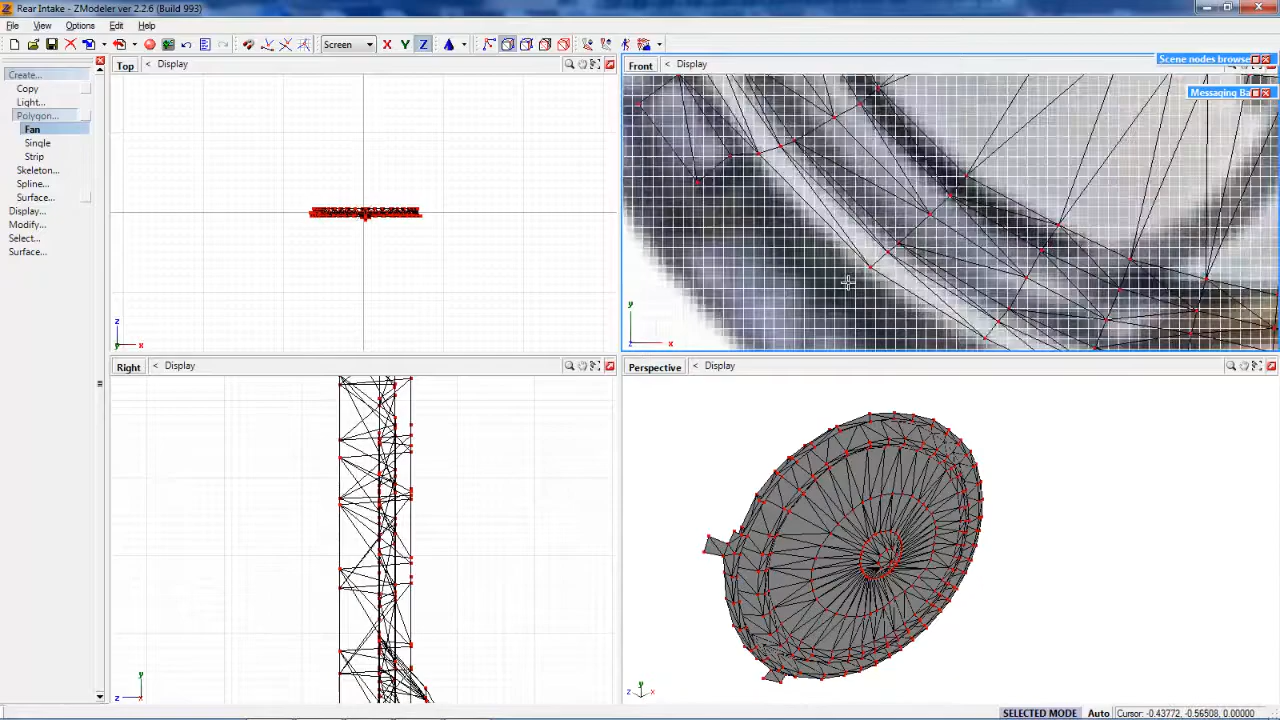 Rear Intake - ZModeler ver 2.2.6 (Build 993)
File View Options Edit Help
Screen X Y Z
Create...
Copy
Light...
Polygon...
Fan
Single
Strip
Skeleton...
Spline...
Surface...
Display...
Modify...
Select...
Surface...
Top < Display
z
y x
Front < Display
Scene nodes browse
Messaging Ba
y
z x
Right < Display
y
z x
Perspective < Display
y
z x
SELECTED MODE Auto Cursor: -0.43772, -0.56508, 0.00000